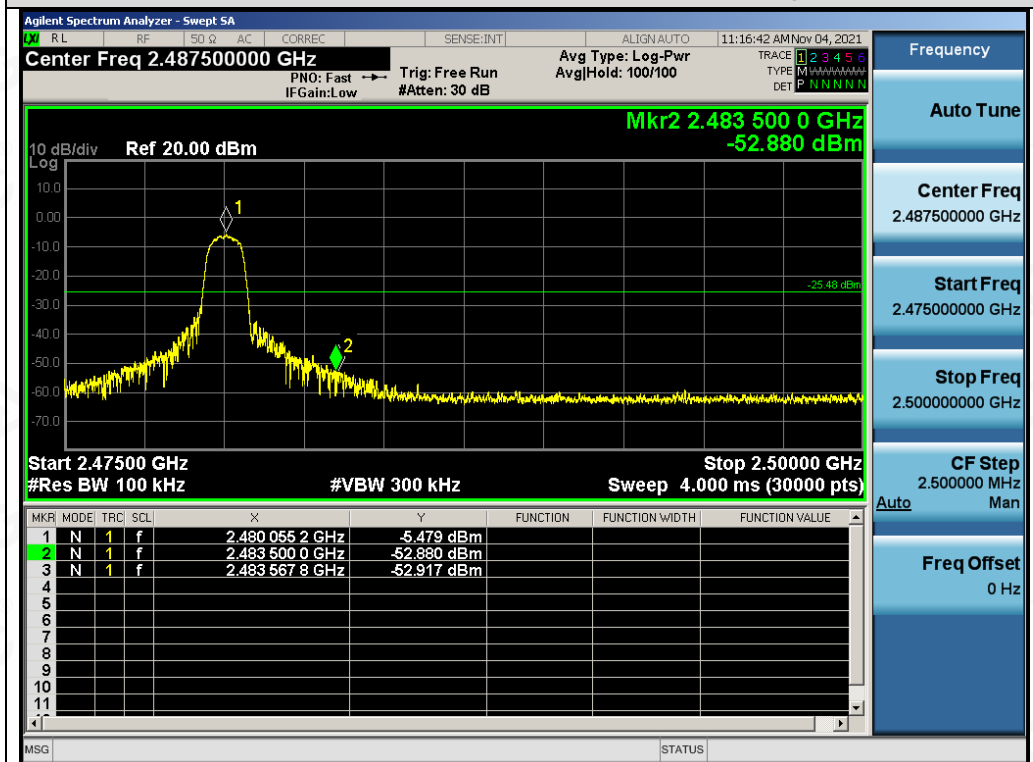 Agilent Spectrum Analyzer - Swept SA
LXI RL RF 50 Ω AC CORREC SENSE:INT ALIGN AUTO 11:16:42 AM Nov 04, 2021
Center Freq 2.487500000 GHz
PNO: Fast
IFGain:Low
Trig: Free Run
#Atten: 30 dB
Avg Type: Log-Pwr
Avg|Hold: 100/100
TRACE 1 2 3 4 5 6
TYPE M WWWWW
DET P N N N N N
Mkr2 2.483 500 0 GHz
-52.880 dBm
10 dB/div Ref 20.00 dBm
Log
10.0
0.00
-10.0
-20.0
-30.0
-40.0
-50.0
-60.0
-70.0
1
2
-25.48 dBm
Start 2.47500 GHz Stop 2.50000 GHz
#Res BW 100 kHz #VBW 300 kHz Sweep 4.000 ms (30000 pts)
MKR MODE TRC SCL X Y FUNCTION FUNCTION WIDTH FUNCTION VALUE
1 N 1 f 2.480 055 2 GHz -5.479 dBm
2 N 1 f 2.483 500 0 GHz -52.880 dBm
3 N 1 f 2.483 567 8 GHz -52.917 dBm
4
5
6
7
8
9
10
11
MSG STATUS
Frequency
Auto Tune
Center Freq
2.487500000 GHz
Start Freq
2.475000000 GHz
Stop Freq
2.500000000 GHz
CF Step
2.500000 MHz
Auto Man
Freq Offset
0 Hz